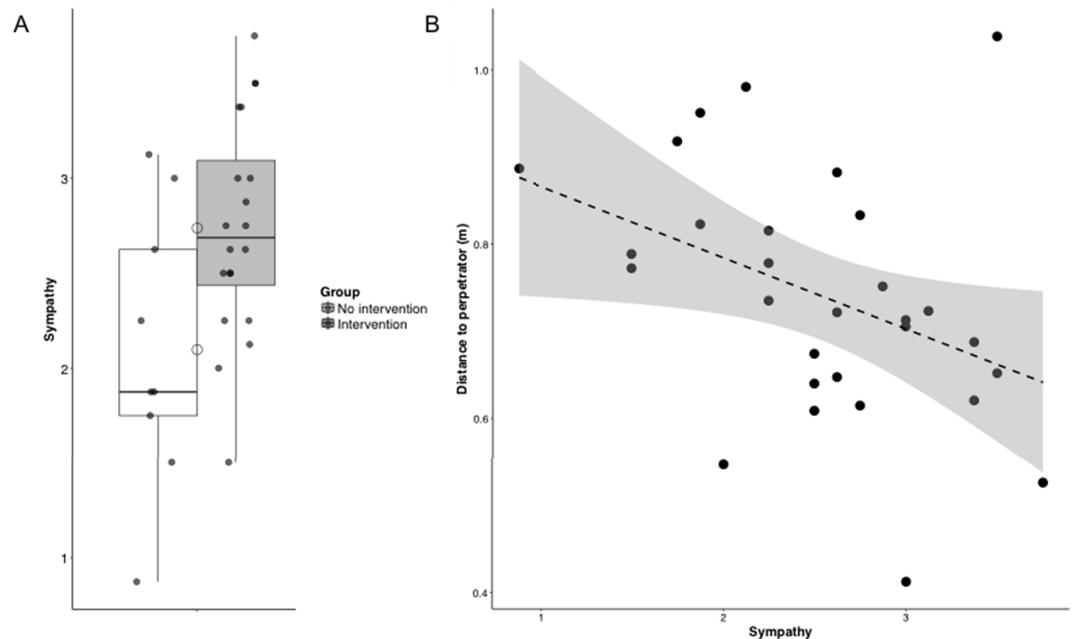 A
3
2
1
Sympathy
Group
No intervention
Intervention
B
1.0
0.8
0.6
0.4
Distance to perpetrator (m)
1 2 3
Sympathy